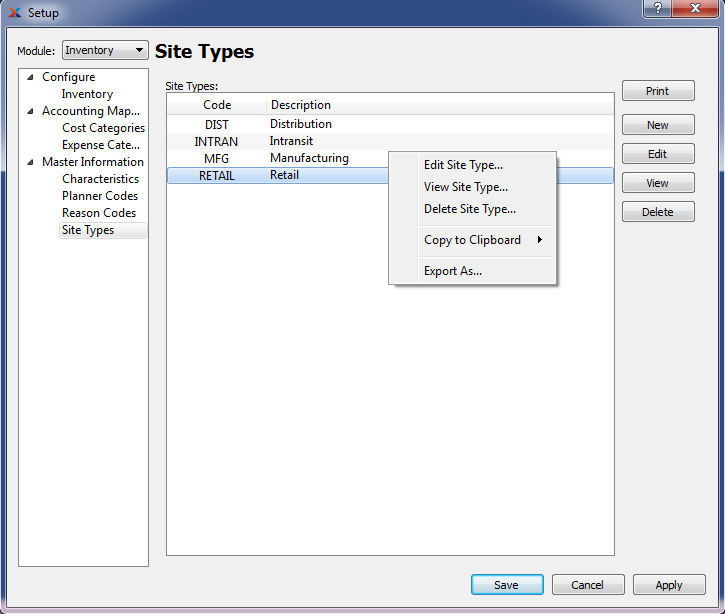 Setup
?
Module: Inventory Site Types
Configure
Inventory
Accounting Map...
Cost Categories
Expense Cate...
Master Information
Characteristics
Planner Codes
Reason Codes
Site Types
Site Types:
Code Description
DIST Distribution
INTRAN Intransit
MFG Manufacturing
RETAIL Retail
Edit Site Type...
View Site Type...
Delete Site Type...
Copy to Clipboard
Export As...
Print
New
Edit
View
Delete
Save Cancel Apply